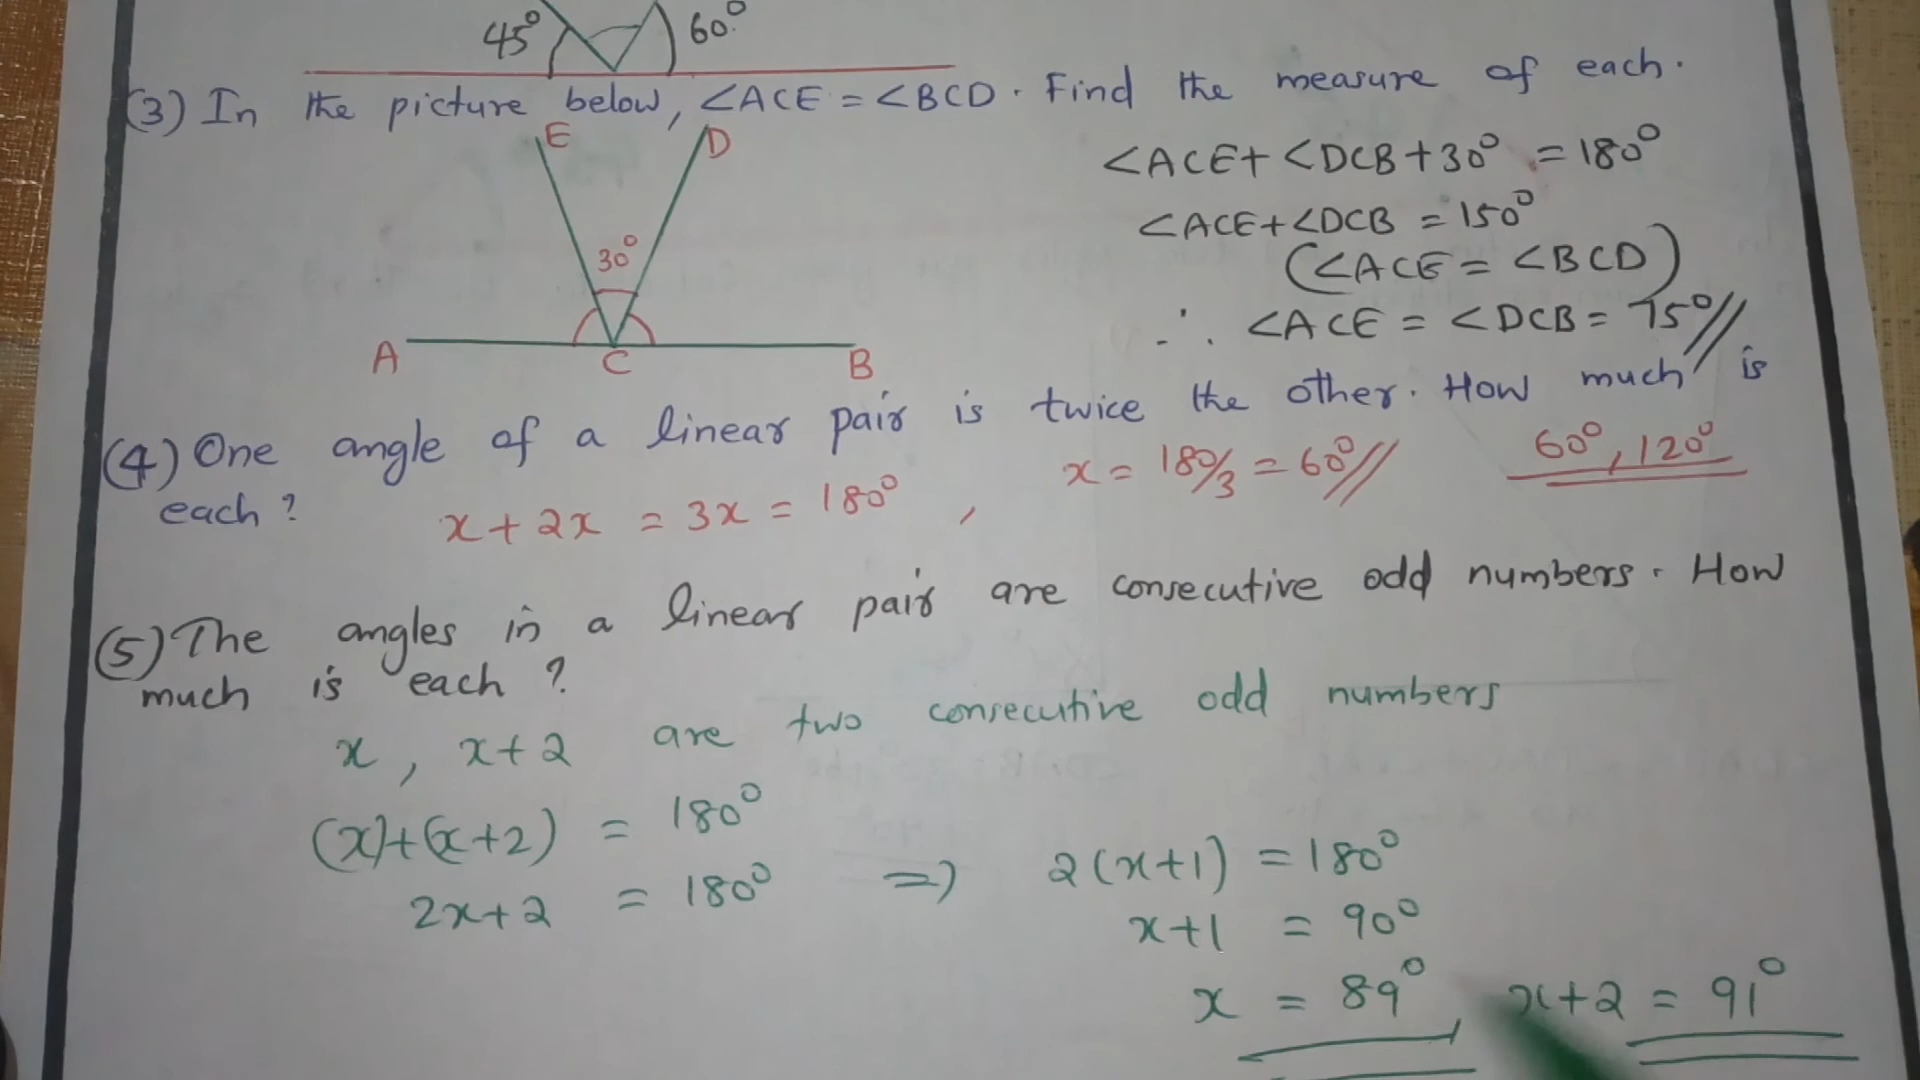 45° 60°
(3) In the picture below, <ACE = <BCD. Find the measure of each.
E D
<ACE + <DCB + 30° = 180°
<ACE + <DCB = 150°
30°
(<ACE = <BCD)
∴ <ACE = <DCB = 75°//
A C B
(4) One angle of a linear pair is twice the other. How much is
each?
x + 2x = 3x = 180° , x = 180/3 = 60°// 60°, 120°
(5) The angles in a linear pair are consecutive odd numbers. How
much is each?
x , x+2 are two consecutive odd numbers
(x)+(x+2) = 180°
2x+2 = 180° => 2(x+1) = 180°
x+1 = 90°
x = 89° , x+2 = 91°